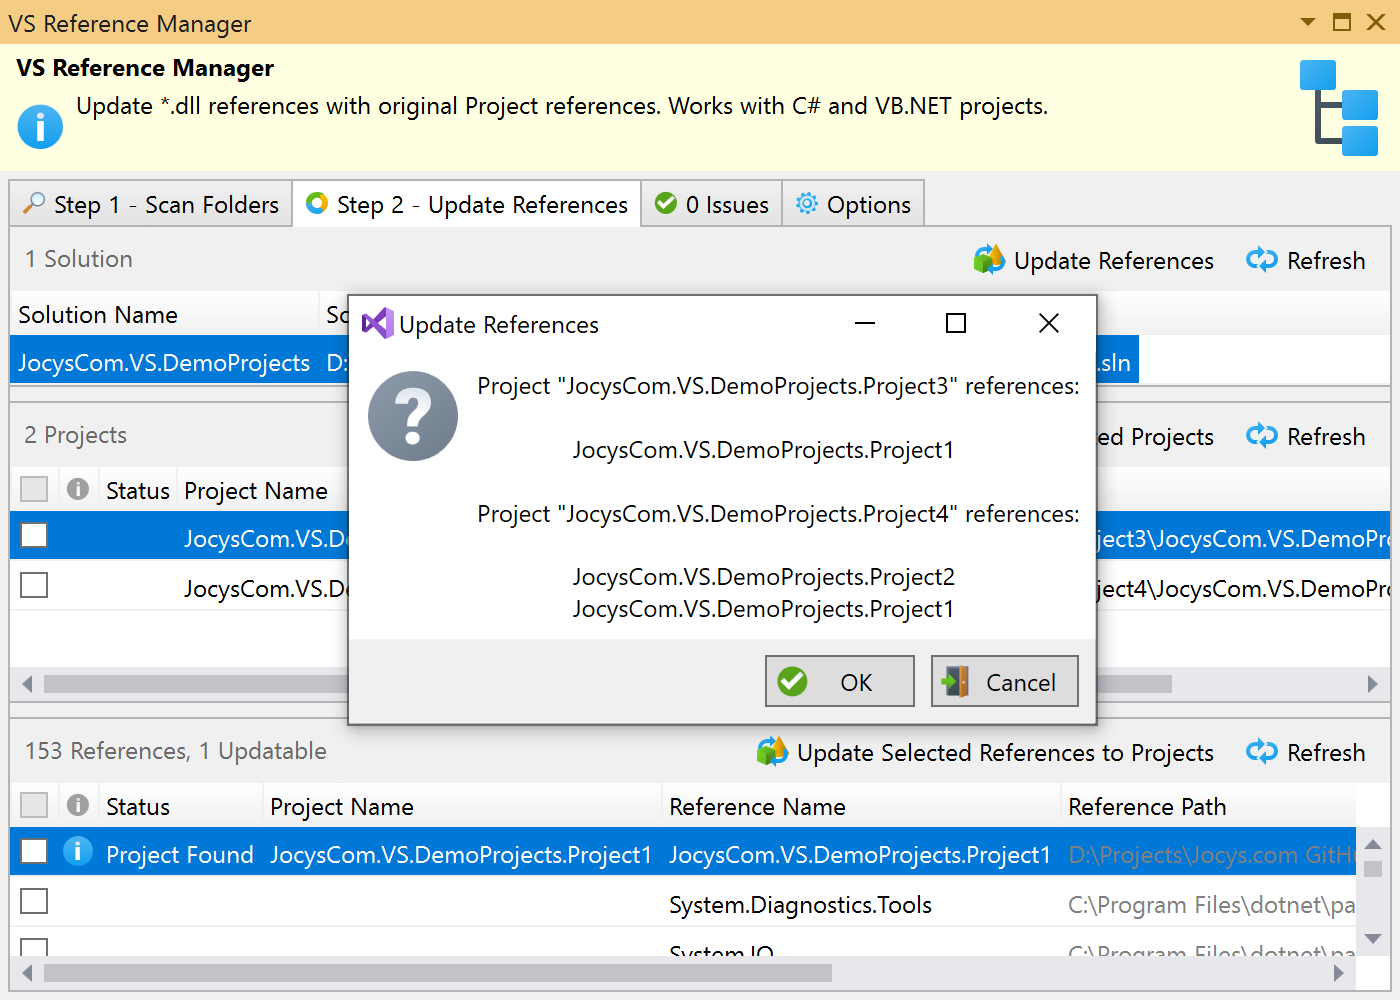 VS Reference Manager
VS Reference Manager
Update *.dll references with original Project references. Works with C# and VB.NET projects.
Step 1 - Scan Folders
Step 2 - Update References
0 Issues
Options
1 Solution
Update References
Refresh
Solution Name
JocysCom.VS.DemoProjects D:
.sln
2 Projects
ed Projects
Refresh
Status Project Name
JocysCom.VS.D
ject3\JocysCom.VS.DemoPr
JocysCom.VS.De
ject4\JocysCom.VS.DemoPr
Update References
Project "JocysCom.VS.DemoProjects.Project3" references:
JocysCom.VS.DemoProjects.Project1
Project "JocysCom.VS.DemoProjects.Project4" references:
JocysCom.VS.DemoProjects.Project2
JocysCom.VS.DemoProjects.Project1
OK
Cancel
153 References, 1 Updatable
Update Selected References to Projects
Refresh
Status Project Name Reference Name Reference Path
Project Found JocysCom.VS.DemoProjects.Project1 JocysCom.VS.DemoProjects.Project1 D:\Projects\Jocys.com GitH
System.Diagnostics.Tools C:\Program Files\dotnet\pa
System.IO C:\Program Files\dotnet\pa